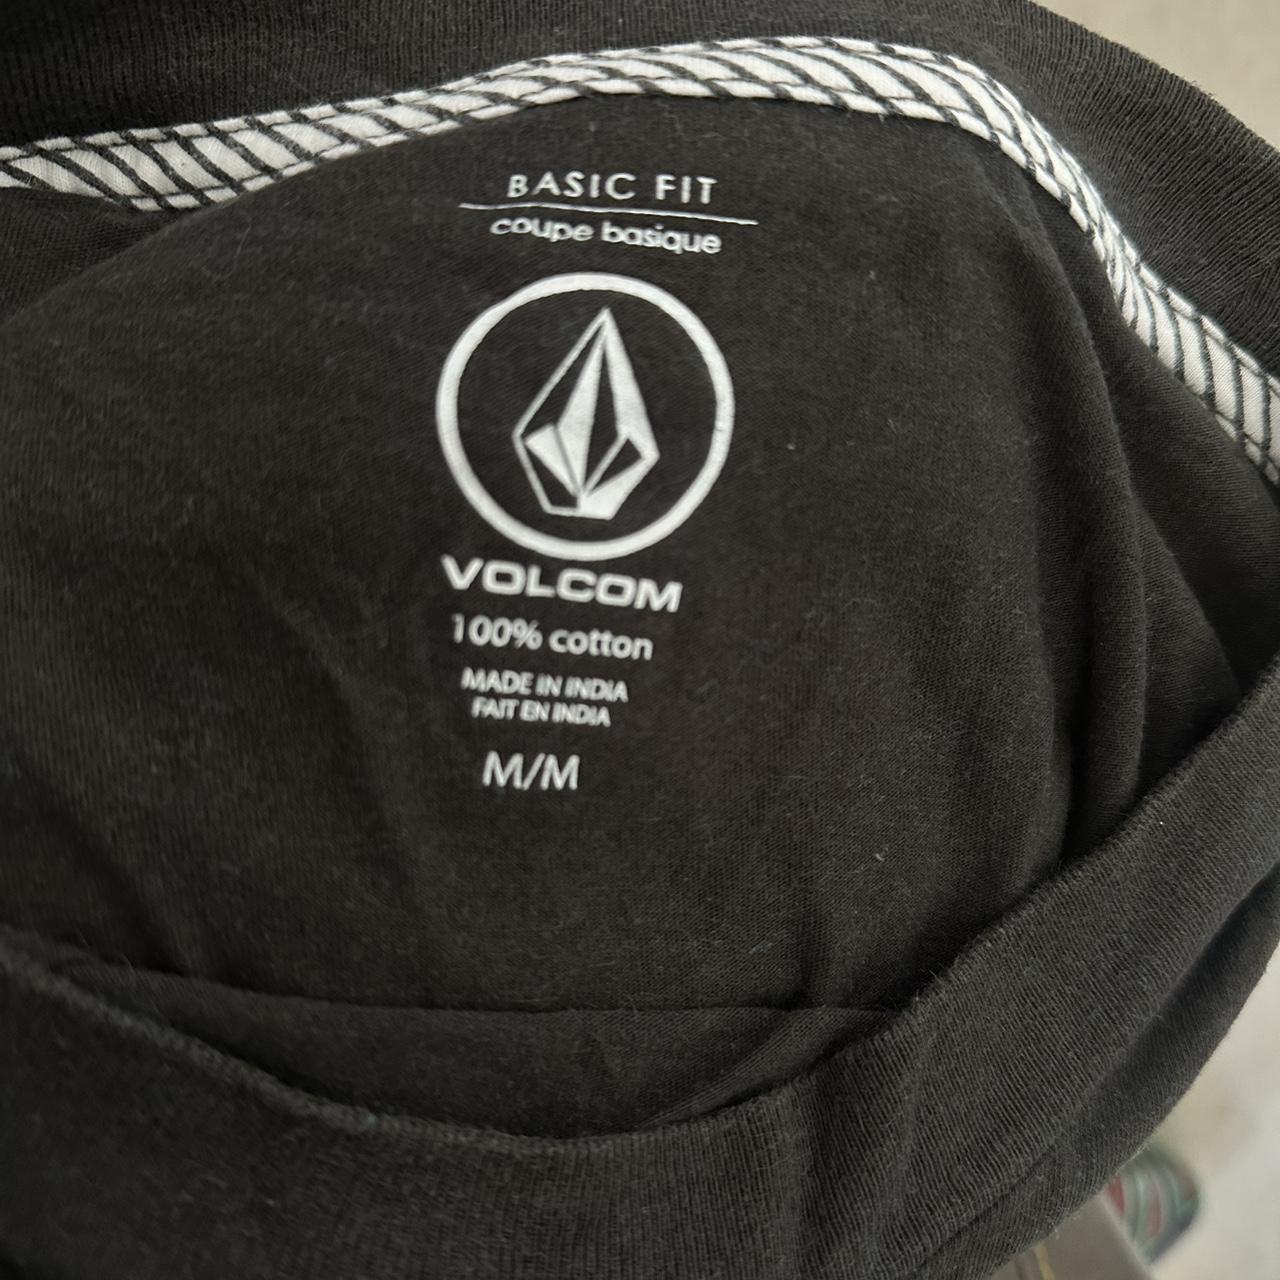 BASIC FIT
coupe basique
VOLCOM
100% cotton
MADE IN INDIA
FAIT EN INDIA
M/M